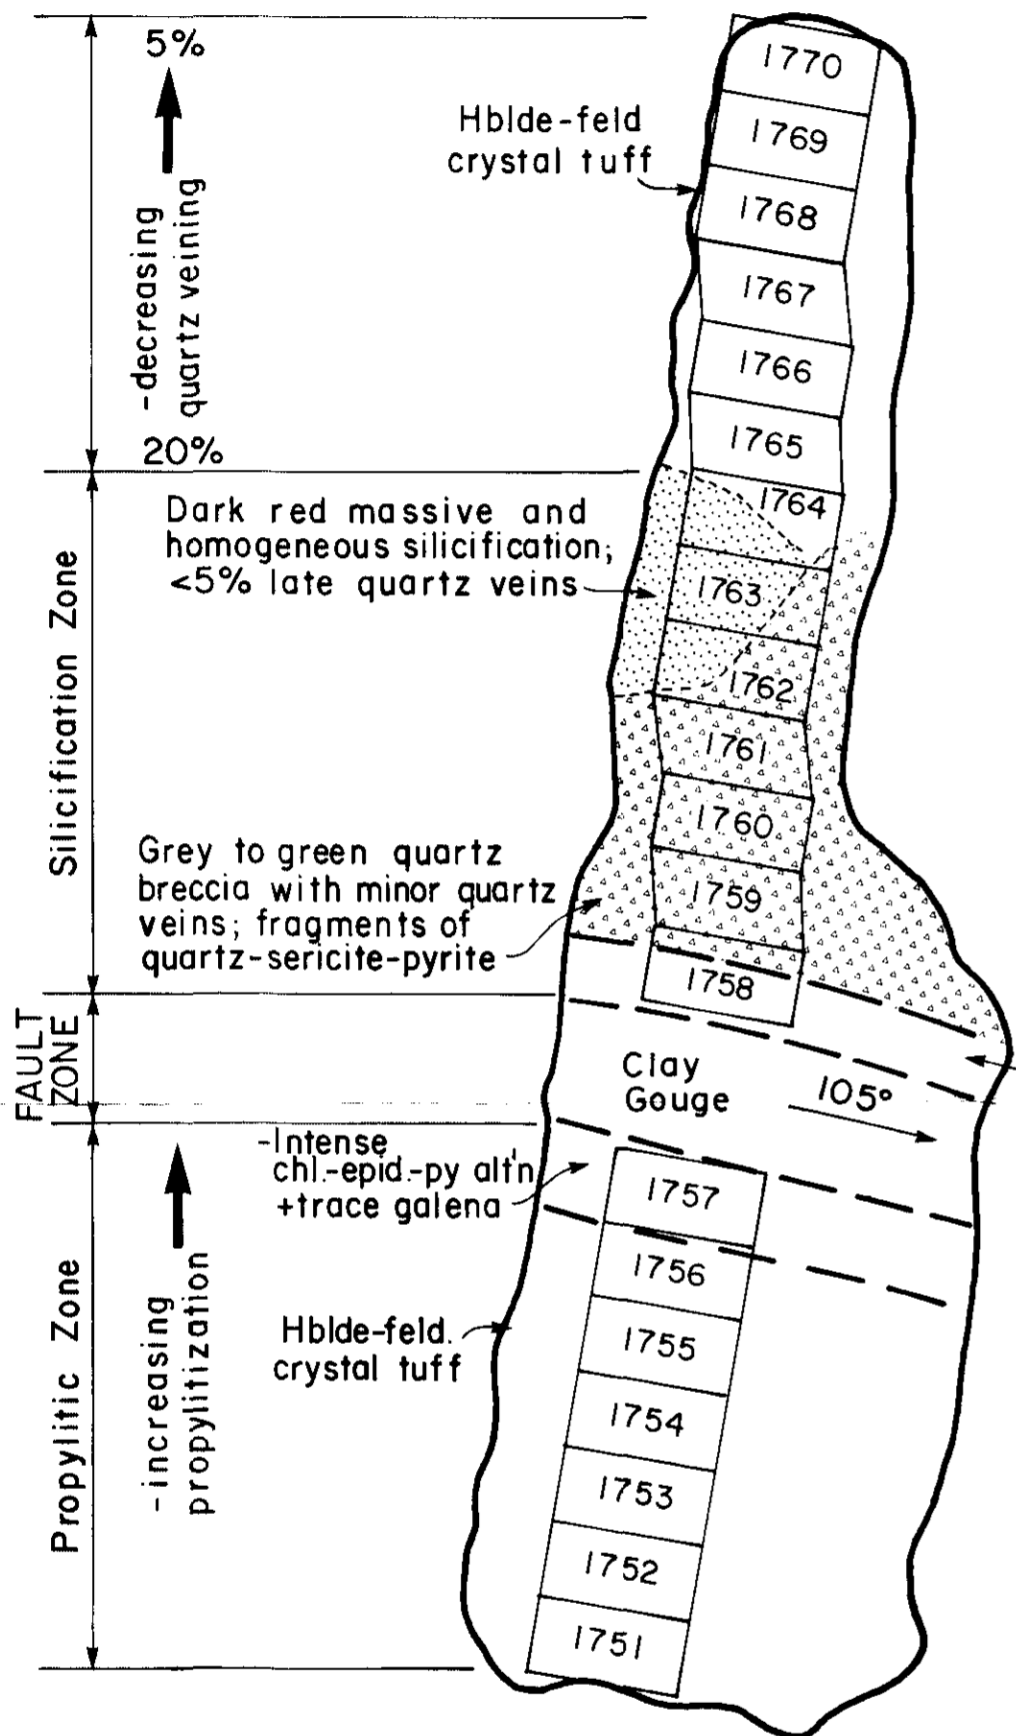 5%
-decreasing
quartz veining
20%
Hblde-feld
crystal tuff
1770
1769
1768
1767
1766
1765
1764
1763
1762
1761
1760
1759
1758
Silicification Zone
Dark red massive and
homogeneous silicification;
<5% late quartz veins
Grey to green quartz
breccia with minor quartz
veins; fragments of
quartz-sericite-pyrite
FAULT
ZONE
Clay
Gouge
105°
Propylitic Zone
-increasing
propylitization
-Intense
chl.-epid.-py alt'n
+trace galena
Hblde-feld.
crystal tuff
1757
1756
1755
1754
1753
1752
1751